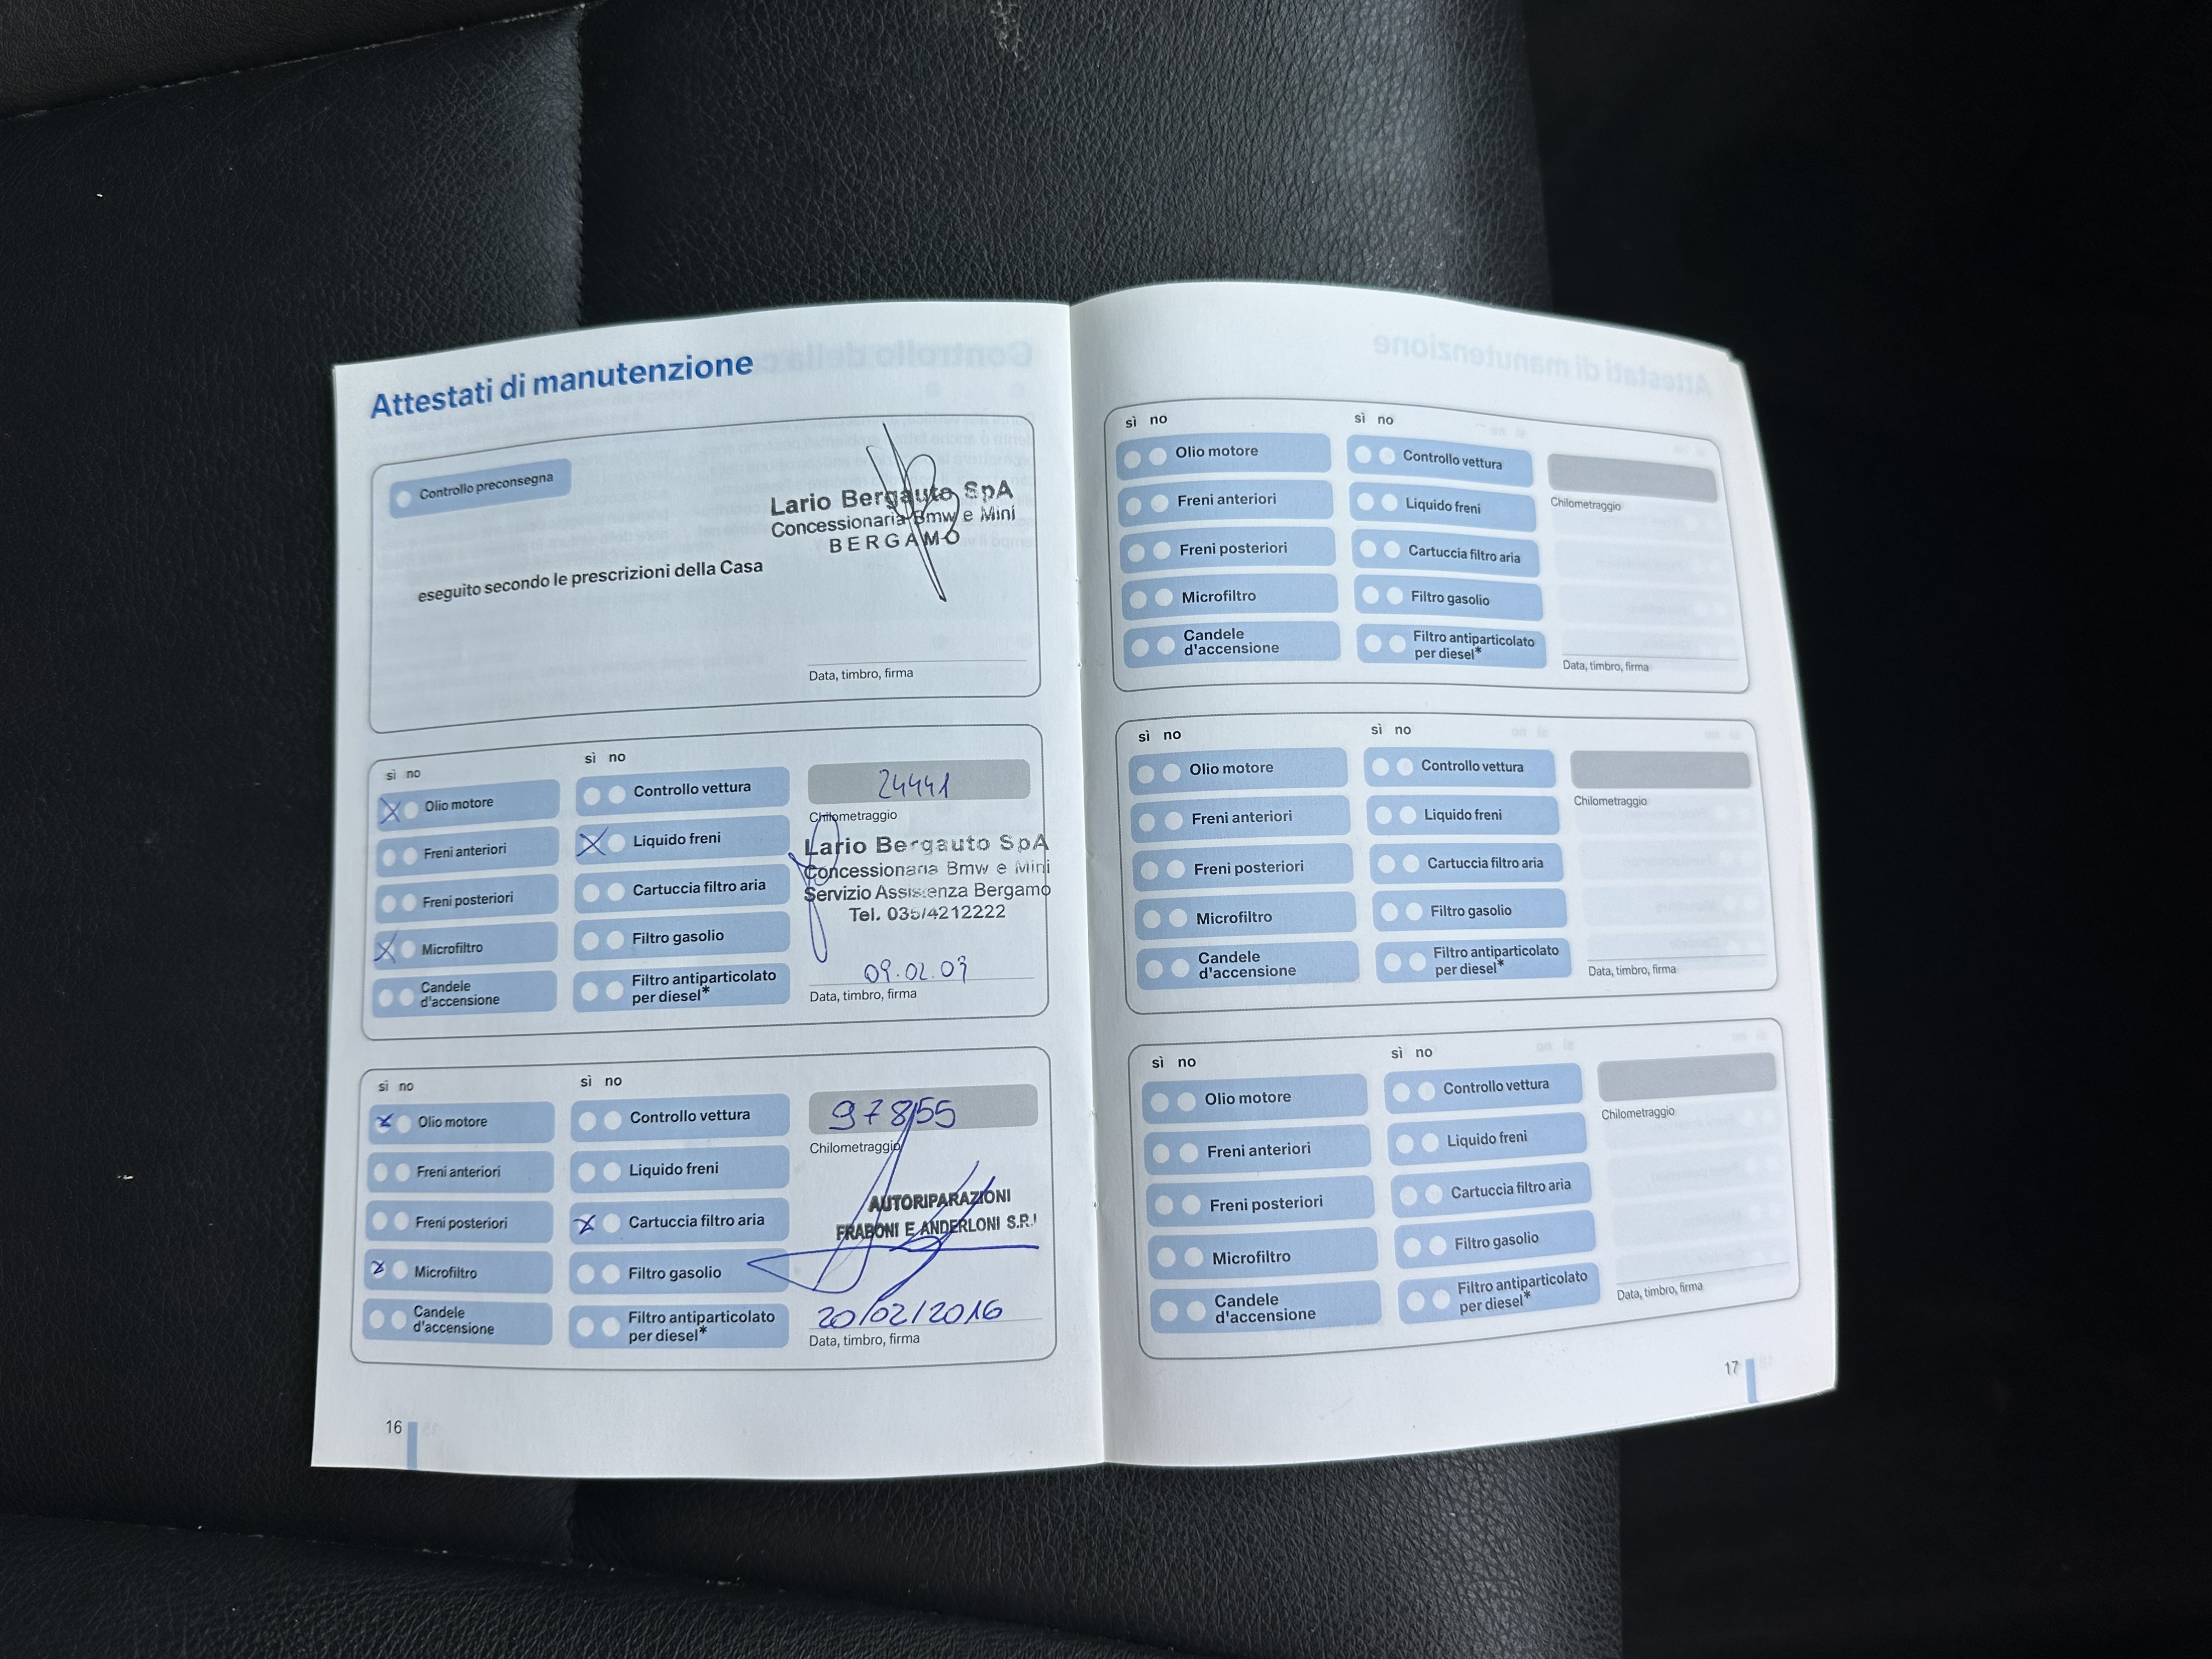 Attestati di manutenzione
Controllo preconsegna
Lario Bergauto SpA
Concessionaria Bmw e Mini
BERGAMO
eseguito secondo le prescrizioni della Casa
Data, timbro, firma
sì no
sì no
Olio motore
Freni anteriori
Freni posteriori
Microfiltro
Candele
d'accensione
Controllo vettura
Liquido freni
Cartuccia filtro aria
Filtro gasolio
Filtro antiparticolato
per diesel*
24441
Chilometraggio
Lario Bergauto SpA
Concessionaria Bmw e Mini
Servizio Assistenza Bergamo
Tel. 035/4212222
09.02.09
Data, timbro, firma
sì no
sì no
Olio motore
Freni anteriori
Freni posteriori
Microfiltro
Candele
d'accensione
Controllo vettura
Liquido freni
Cartuccia filtro aria
Filtro gasolio
Filtro antiparticolato
per diesel*
97855
Chilometraggio
AUTORIPARAZIONI
FRABONI E ANDERLONI S.R.l
20/02/2016
Data, timbro, firma
16
sì no
sì no
Olio motore
Freni anteriori
Freni posteriori
Microfiltro
Candele
d'accensione
Controllo vettura
Liquido freni
Cartuccia filtro aria
Filtro gasolio
Filtro antiparticolato
per diesel*
Chilometraggio
Data, timbro, firma
sì no
sì no
Olio motore
Freni anteriori
Freni posteriori
Microfiltro
Candele
d'accensione
Controllo vettura
Liquido freni
Cartuccia filtro aria
Filtro gasolio
Filtro antiparticolato
per diesel*
Chilometraggio
Data, timbro, firma
sì no
sì no
Olio motore
Freni anteriori
Freni posteriori
Microfiltro
Candele
d'accensione
Controllo vettura
Liquido freni
Cartuccia filtro aria
Filtro gasolio
Filtro antiparticolato
per diesel*
Chilometraggio
Data, timbro, firma
17